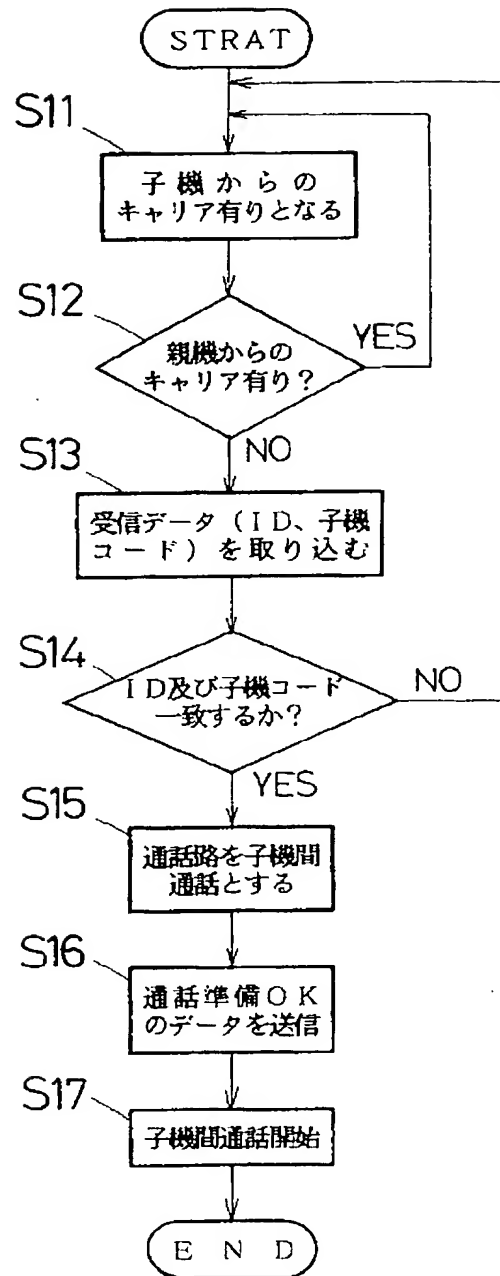 STRAT
S11
子機からの
キャリア有りとなる
S12
親機からの
キャリア有り？
YES
NO
S13
受信データ（ID、子機
コード）を取り込む
S14
ID及び子機コード
一致するか？
NO
YES
S15
通話路を子機間
通話とする
S16
通話準備OK
のデータを送信
S17
子機間通話開始
END